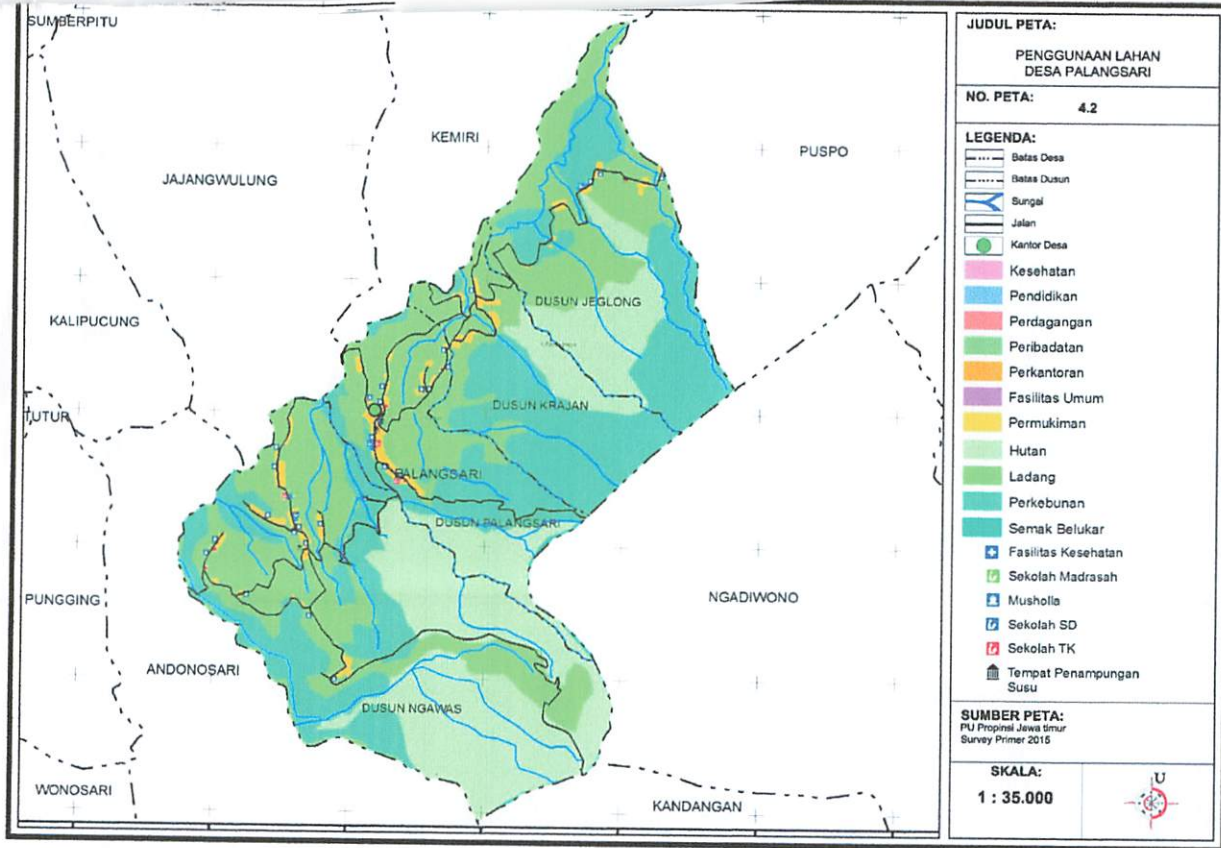 SUMBERPITU
KEMIRI
PUSPO
JAJANGWULUNG
KALIPUCUNG
DUSUN JEGLONG
TUTUR
DUSUN KRAJAN
PALANGSARI
DUSUN PALANGSARI
PUNGGING
NGADIWONO
ANDONOSARI
DUSUN NGAWAS
WONOSARI
KANDANGAN
JUDUL PETA:
PENGGUNAAN LAHAN
DESA PALANGSARI
NO. PETA: 4.2
LEGENDA:
Batas Desa
Batas Dusun
Sungai
Jalan
Kantor Desa
Kesehatan
Pendidikan
Perdagangan
Peribadatan
Perkantoran
Fasilitas Umum
Permukiman
Hutan
Ladang
Perkebunan
Semak Belukar
Fasilitas Kesehatan
Sekolah Madrasah
Musholla
Sekolah SD
Sekolah TK
Tempat Penampungan
Susu
SUMBER PETA:
PU Propinsi Jawa timur
Survey Primer 2015
SKALA:
1 : 35.000
U